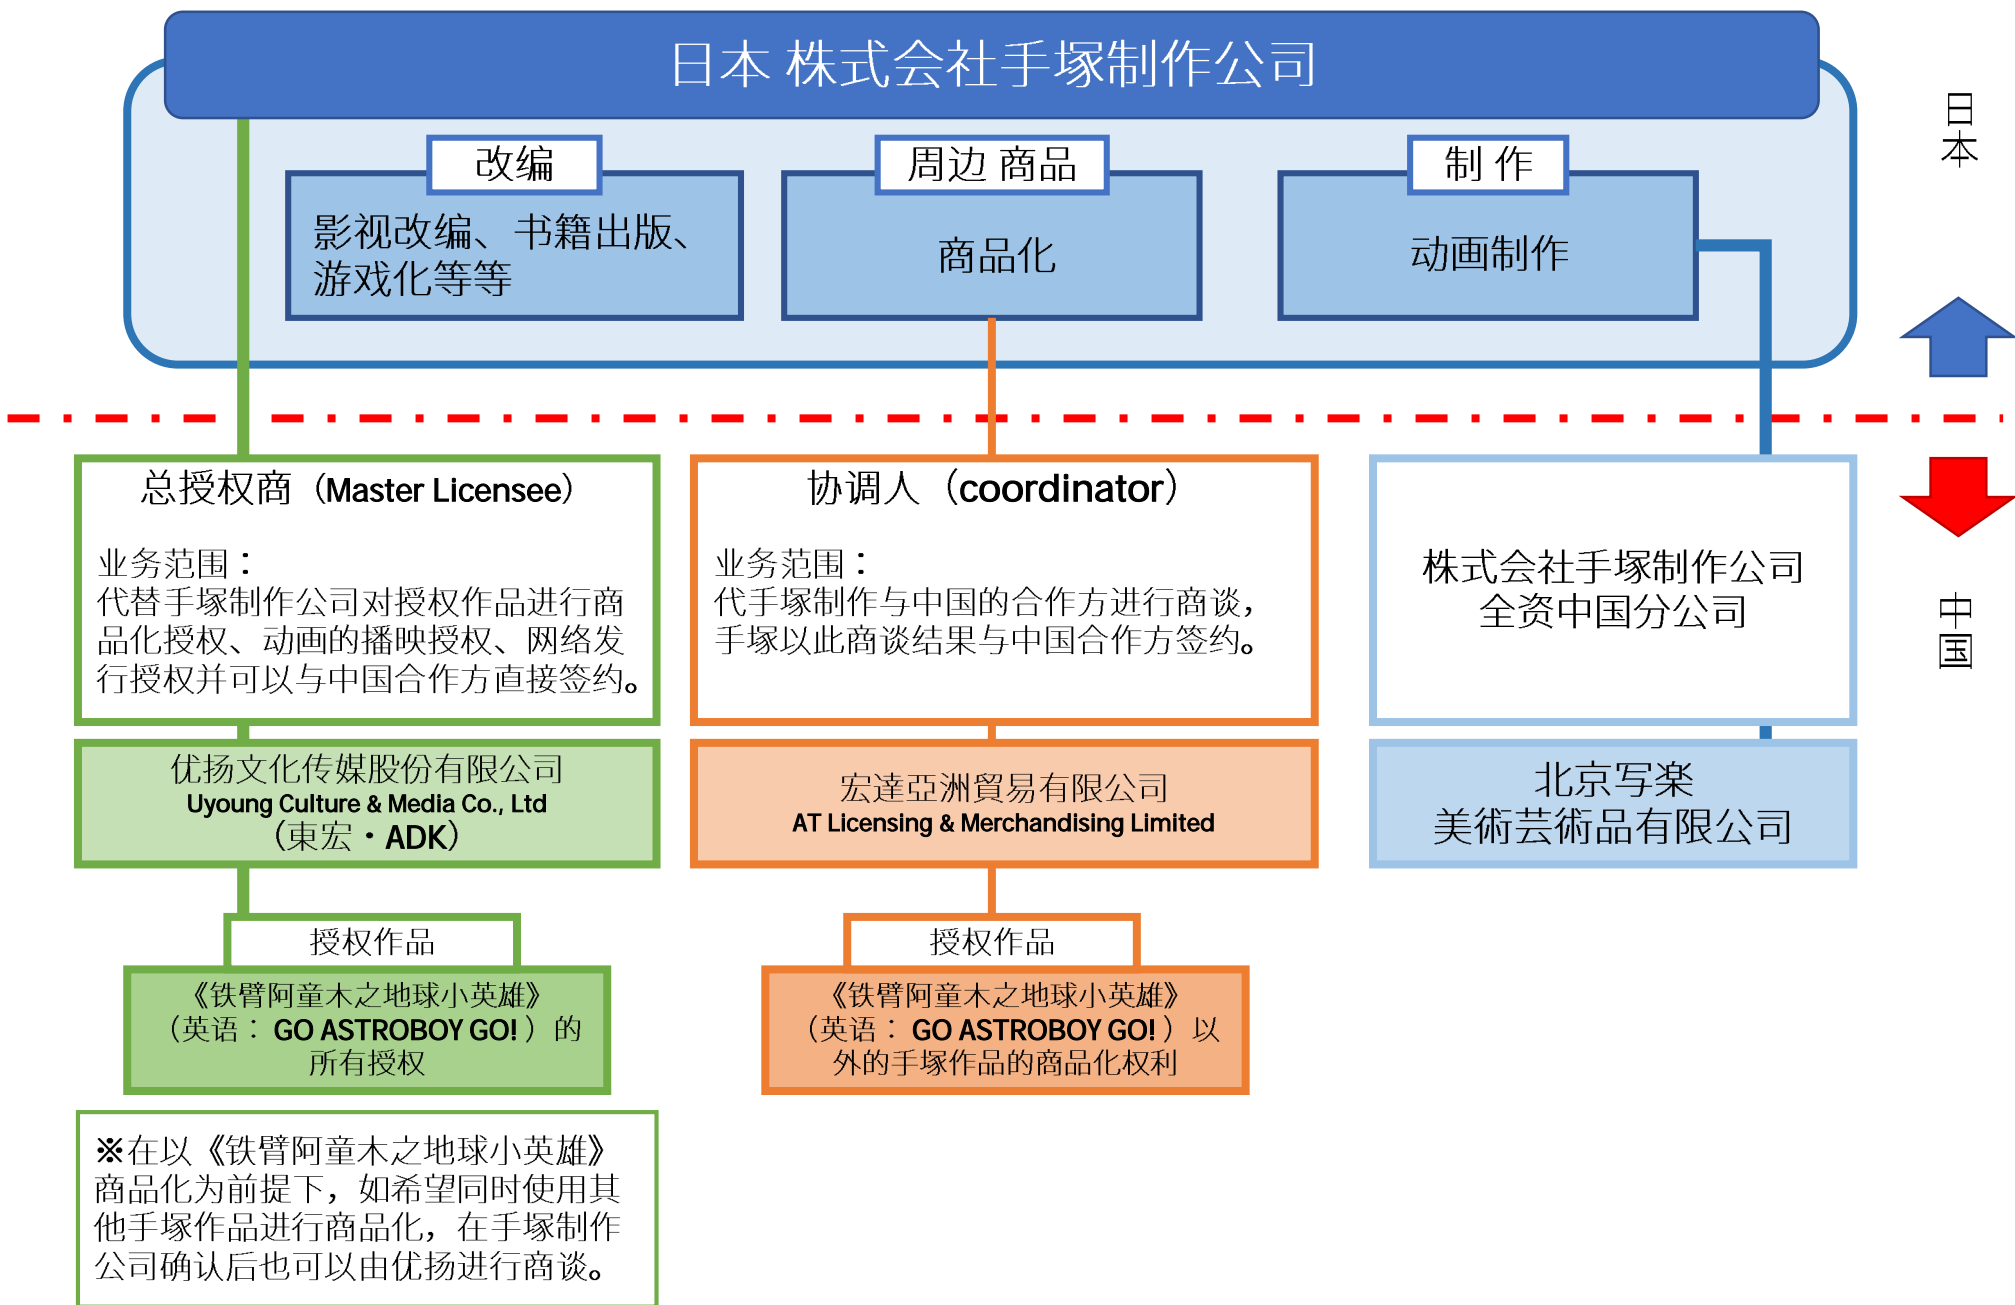 日本 株式会社手塚制作公司
改编
影视改编、书籍出版、
游戏化等等
周边 商品
商品化
制 作
动画制作
日本
总授权商（Master Licensee）
业务范围：
代替手塚制作公司对授权作品进行商
品化授权、动画的播映授权、网络发
行授权并可以与中国合作方直接签约。
协调人（coordinator）
业务范围：
代手塚制作与中国的合作方进行商谈，
手塚以此商谈结果与中国合作方签约。
株式会社手塚制作公司
全资中国分公司
中国
优扬文化传媒股份有限公司
Uyoung Culture & Media Co., Ltd
（東宏・ADK）
宏達亞洲貿易有限公司
AT Licensing & Merchandising Limited
北京写楽
美術芸術品有限公司
授权作品
《铁臂阿童木之地球小英雄》
（英语：GO ASTROBOY GO!）的
所有授权
授权作品
《铁臂阿童木之地球小英雄》
（英语：GO ASTROBOY GO!）以
外的手塚作品的商品化权利
※在以《铁臂阿童木之地球小英雄》
商品化为前提下，如希望同时使用其
他手塚作品进行商品化，在手塚制作
公司确认后也可以由优扬进行商谈。